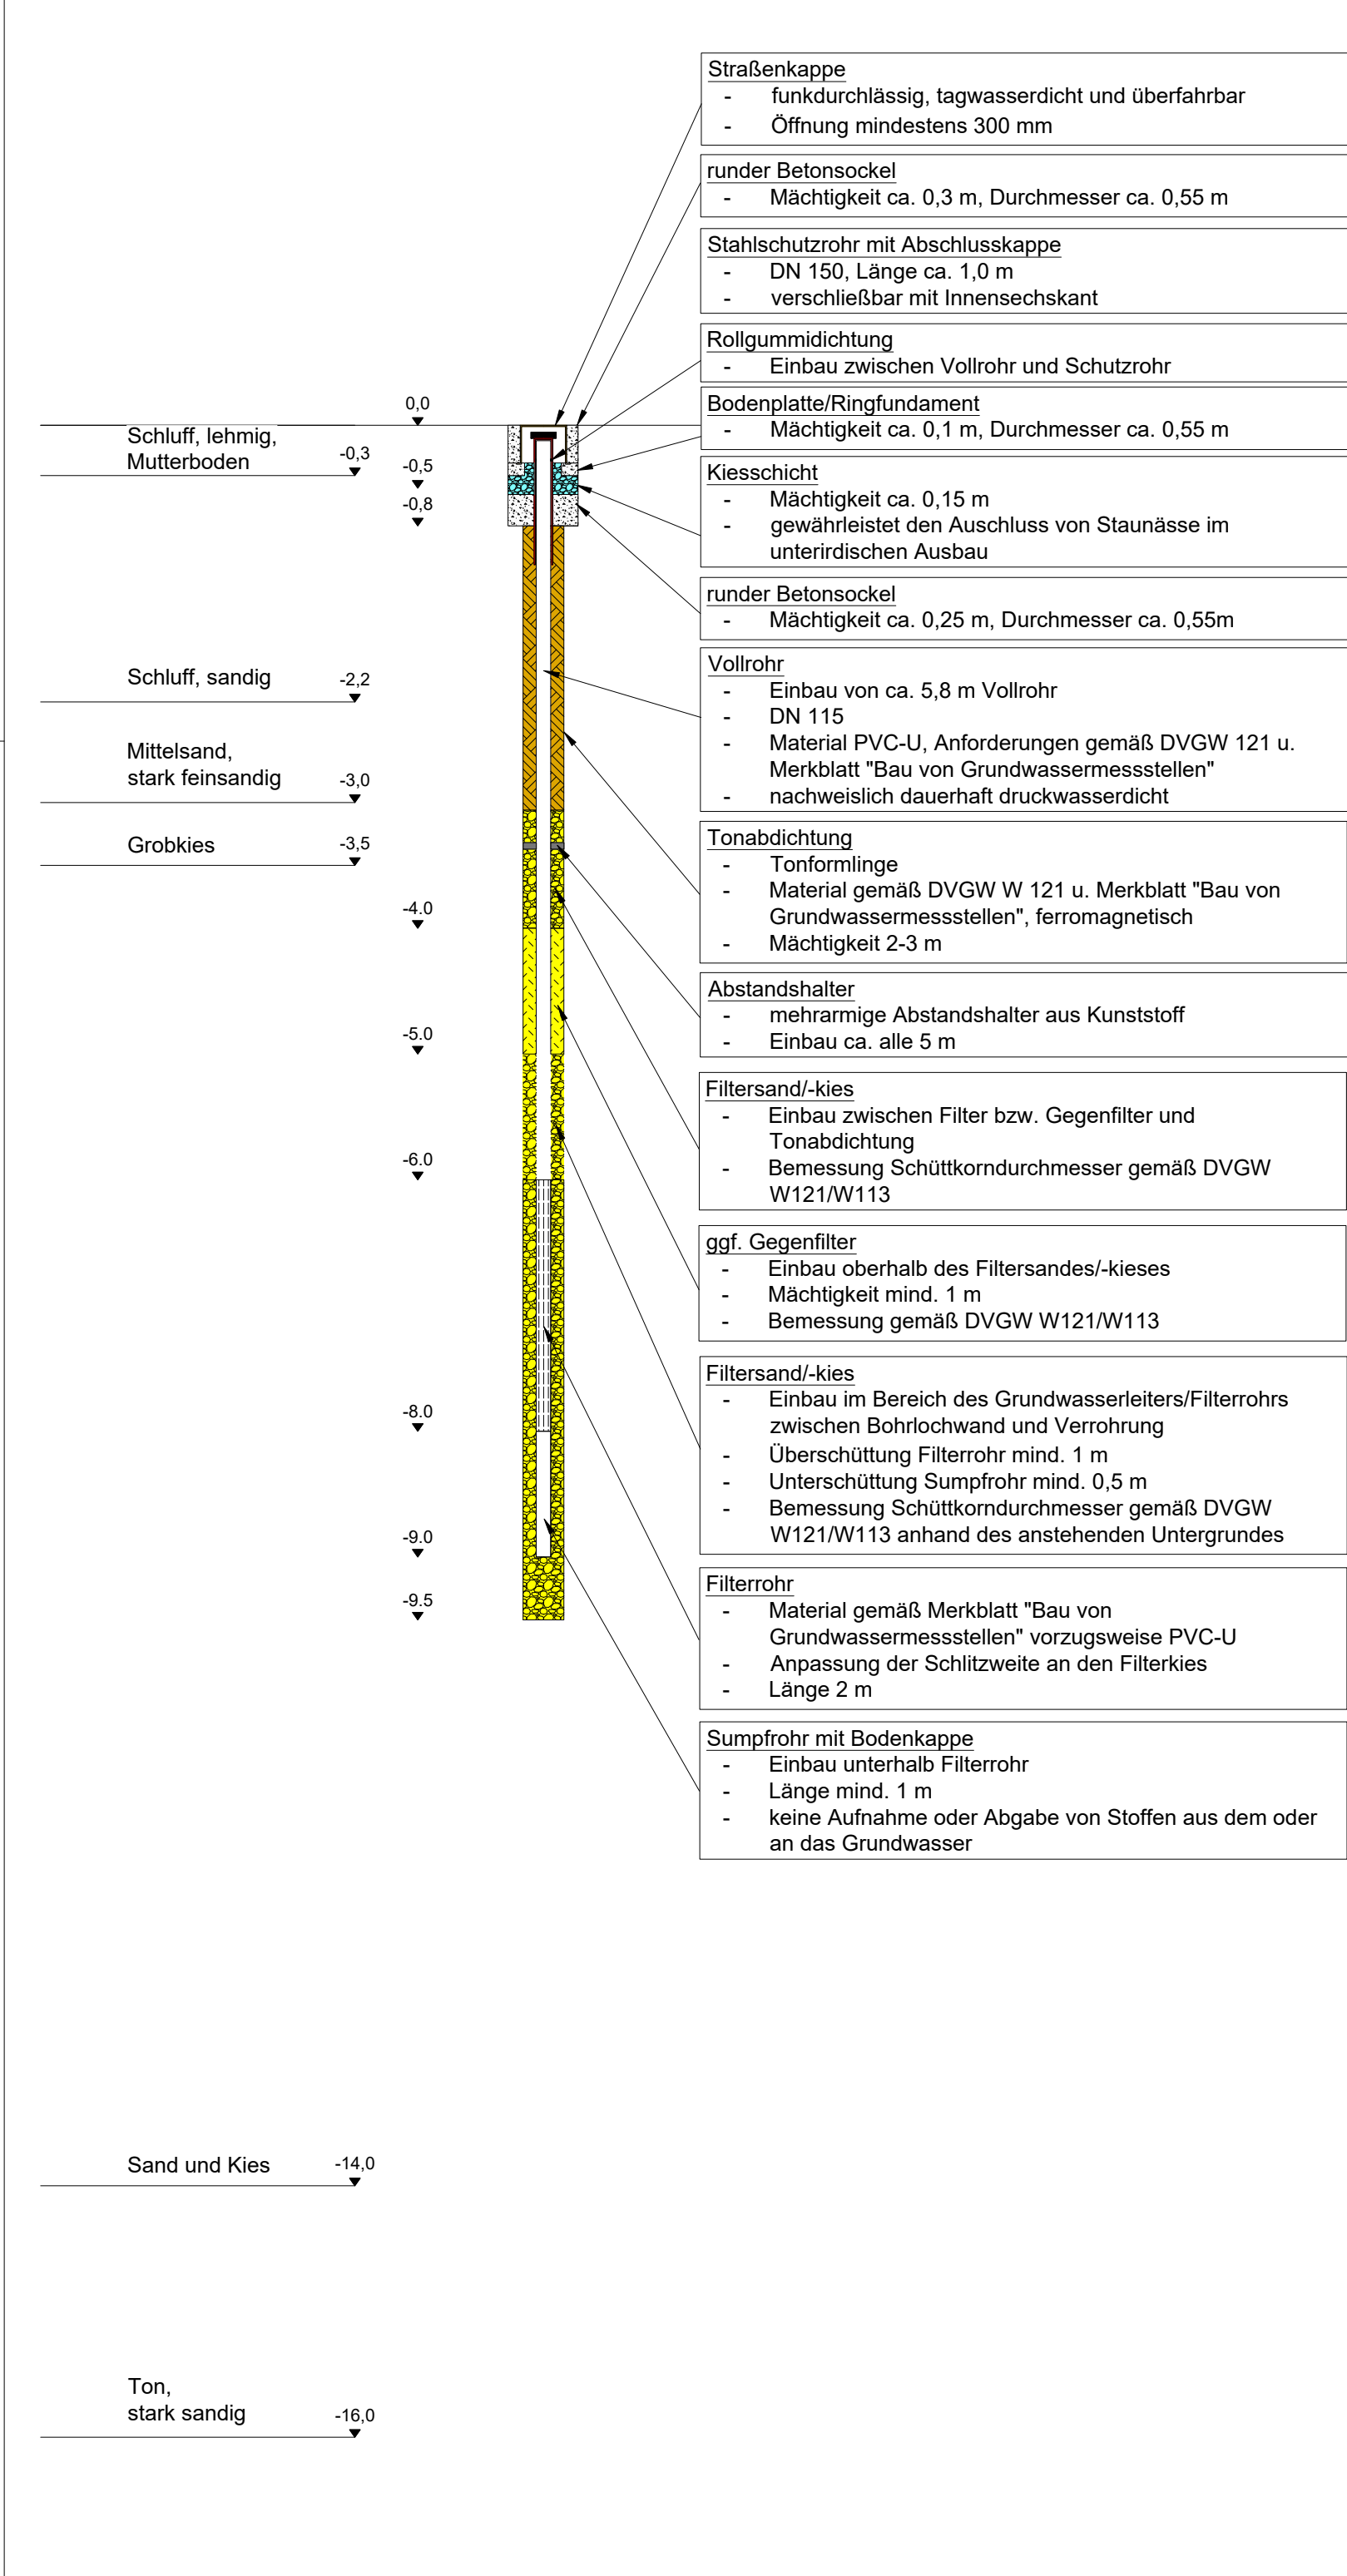 Straßenkappe
- funkdurchlässig, tagwasserdicht und überfahrbar
- Öffnung mindestens 300 mm
runder Betonsockel
- Mächtigkeit ca. 0,3 m, Durchmesser ca. 0,55 m
Stahlschutzrohr mit Abschlusskappe
- DN 150, Länge ca. 1,0 m
- verschließbar mit Innensechskant
Rollgummidichtung
- Einbau zwischen Vollrohr und Schutzrohr
Bodenplatte/Ringfundament
- Mächtigkeit ca. 0,1 m, Durchmesser ca. 0,55 m
Kiesschicht
- Mächtigkeit ca. 0,15 m
- gewährleistet den Auschluss von Staunässe im
unterirdischen Ausbau
runder Betonsockel
- Mächtigkeit ca. 0,25 m, Durchmesser ca. 0,55m
Vollrohr
- Einbau von ca. 5,8 m Vollrohr
- DN 115
- Material PVC-U, Anforderungen gemäß DVGW 121 u.
Merkblatt "Bau von Grundwassermessstellen"
- nachweislich dauerhaft druckwasserdicht
Tonabdichtung
- Tonformlinge
- Material gemäß DVGW W 121 u. Merkblatt "Bau von
Grundwassermessstellen", ferromagnetisch
- Mächtigkeit 2-3 m
Abstandshalter
- mehrarmige Abstandshalter aus Kunststoff
- Einbau ca. alle 5 m
Filtersand/-kies
- Einbau zwischen Filter bzw. Gegenfilter und
Tonabdichtung
- Bemessung Schüttkorndurchmesser gemäß DVGW
W121/W113
ggf. Gegenfilter
- Einbau oberhalb des Filtersandes/-kieses
- Mächtigkeit mind. 1 m
- Bemessung gemäß DVGW W121/W113
Filtersand/-kies
- Einbau im Bereich des Grundwasserleiters/Filterrohrs
zwischen Bohrlochwand und Verrohrung
- Überschüttung Filterrohr mind. 1 m
- Unterschüttung Sumpfrohr mind. 0,5 m
- Bemessung Schüttkorndurchmesser gemäß DVGW
W121/W113 anhand des anstehenden Untergrundes
Filterrohr
- Material gemäß Merkblatt "Bau von
Grundwassermessstellen" vorzugsweise PVC-U
- Anpassung der Schlitzweite an den Filterkies
- Länge 2 m
Sumpfrohr mit Bodenkappe
- Einbau unterhalb Filterrohr
- Länge mind. 1 m
- keine Aufnahme oder Abgabe von Stoffen aus dem oder
an das Grundwasser
0,0
Schluff, lehmig,
Mutterboden
-0,3
-0,5
-0,8
Schluff, sandig
-2,2
Mittelsand,
stark feinsandig
-3,0
Grobkies
-3,5
-4.0
-5.0
-6.0
-8.0
-9.0
-9.5
Sand und Kies
-14,0
Ton,
stark sandig
-16,0